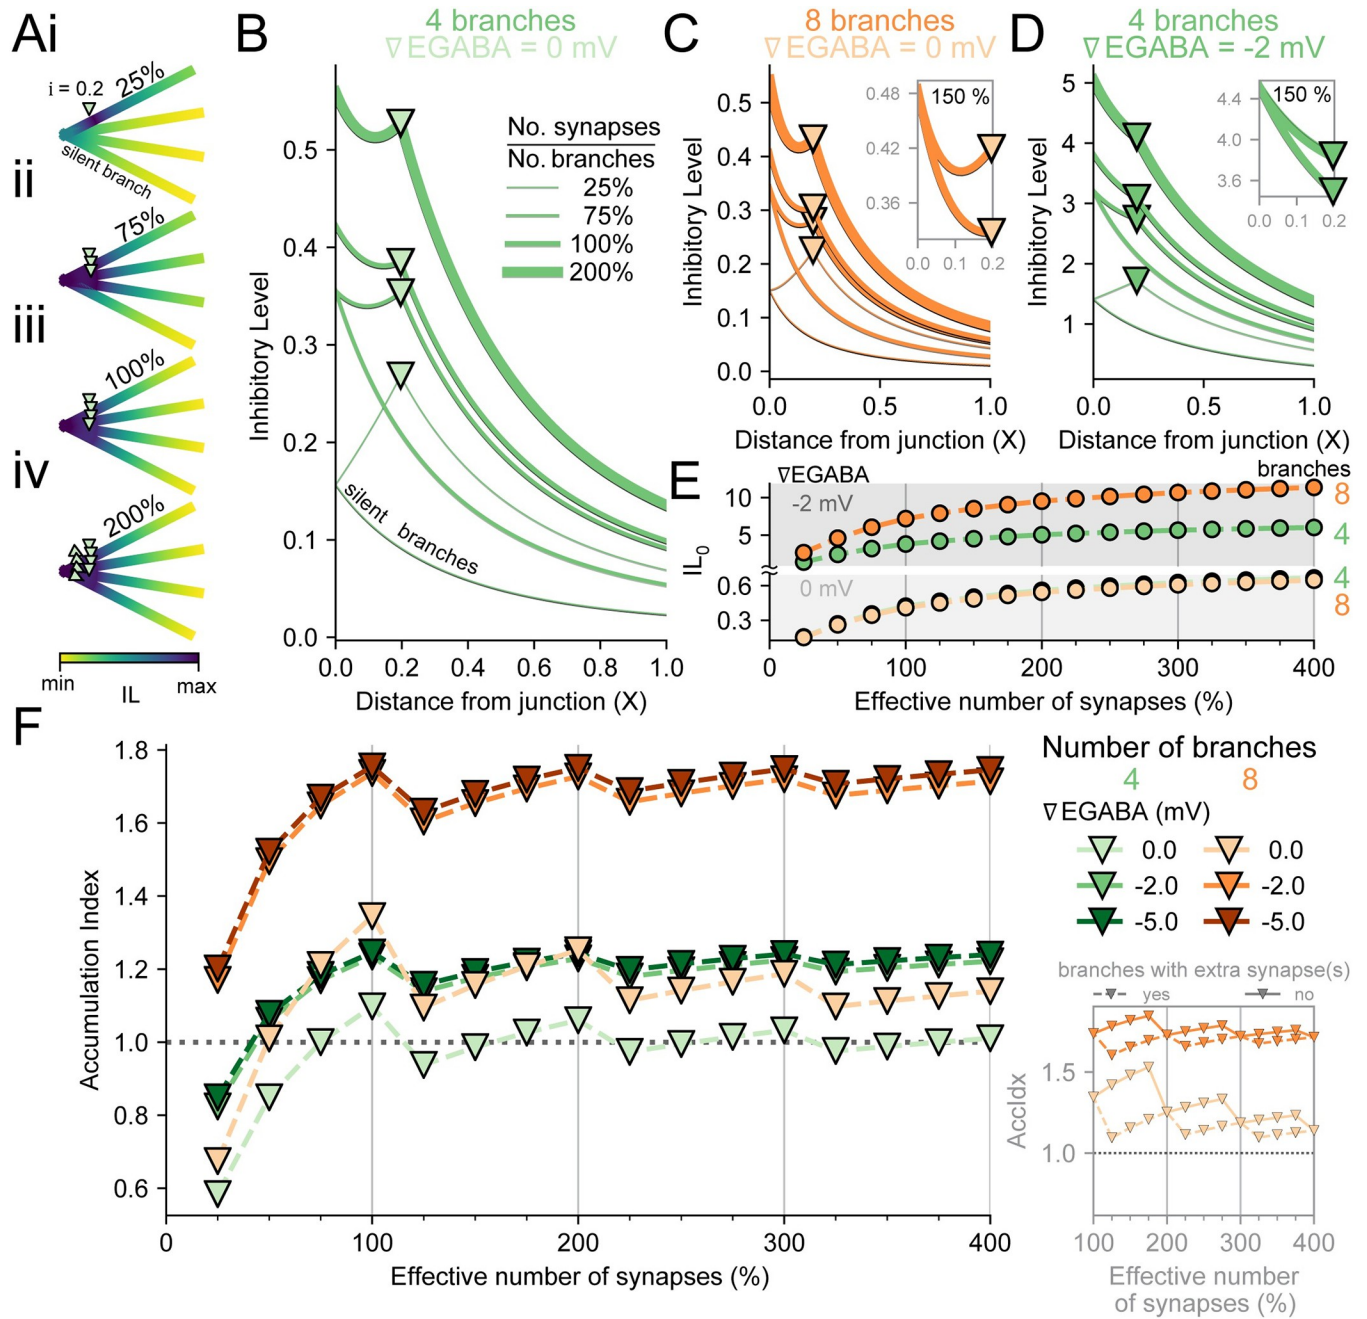 Ai
i = 0.2
25%
silent branch
ii
75%
iii
100%
iv
200%
min
max
IL
B
4 branches
∇EGABA = 0 mV
No. synapses
No. branches
25%
75%
100%
200%
silent branches
Inhibitory Level
0.5
0.4
0.3
0.2
0.1
0.0
0.0 0.2 0.4 0.6 0.8 1.0
Distance from junction (X)
C
8 branches
∇EGABA = 0 mV
Inhibitory Level
0.5
0.4
0.3
0.2
0.1
0.0
0.0 0.5 1.0
Distance from junction (X)
150 %
0.48
0.42
0.36
0.0 0.1 0.2
D
4 branches
∇EGABA = -2 mV
Inhibitory Level
5
4
3
2
1
0.0 0.5 1.0
Distance from junction (X)
150 %
4.4
4.0
3.6
0.0 0.1 0.2
E
∇EGABA
branches
-2 mV
0 mV
IL0
10
5
0.6
0.3
8
4
4
8
0 100 200 300 400
Effective number of synapses (%)
F
Accumulation Index
1.8
1.6
1.4
1.2
1.0
0.8
0.6
0 100 200 300 400
Effective number of synapses (%)
Number of branches
4 8
∇EGABA (mV)
0.0 0.0
-2.0 -2.0
-5.0 -5.0
branches with extra synapse(s)
yes no
AccIdx
1.5
1.0
100 200 300 400
Effective number
of synapses (%)